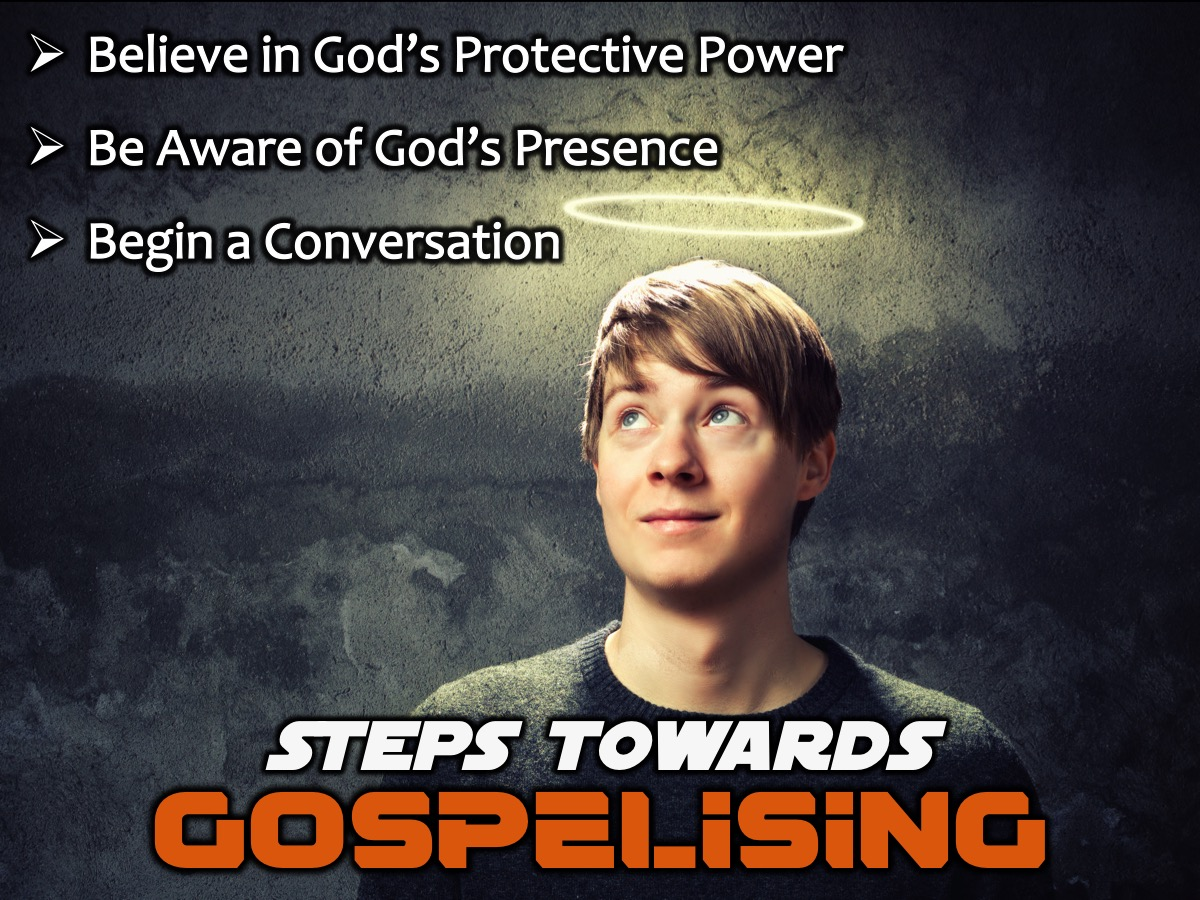 ➢ Believe in God’s Protective Power
➢ Be Aware of God’s Presence
➢ Begin a Conversation
STEPS TOWARDS
GOSPELiSiNG